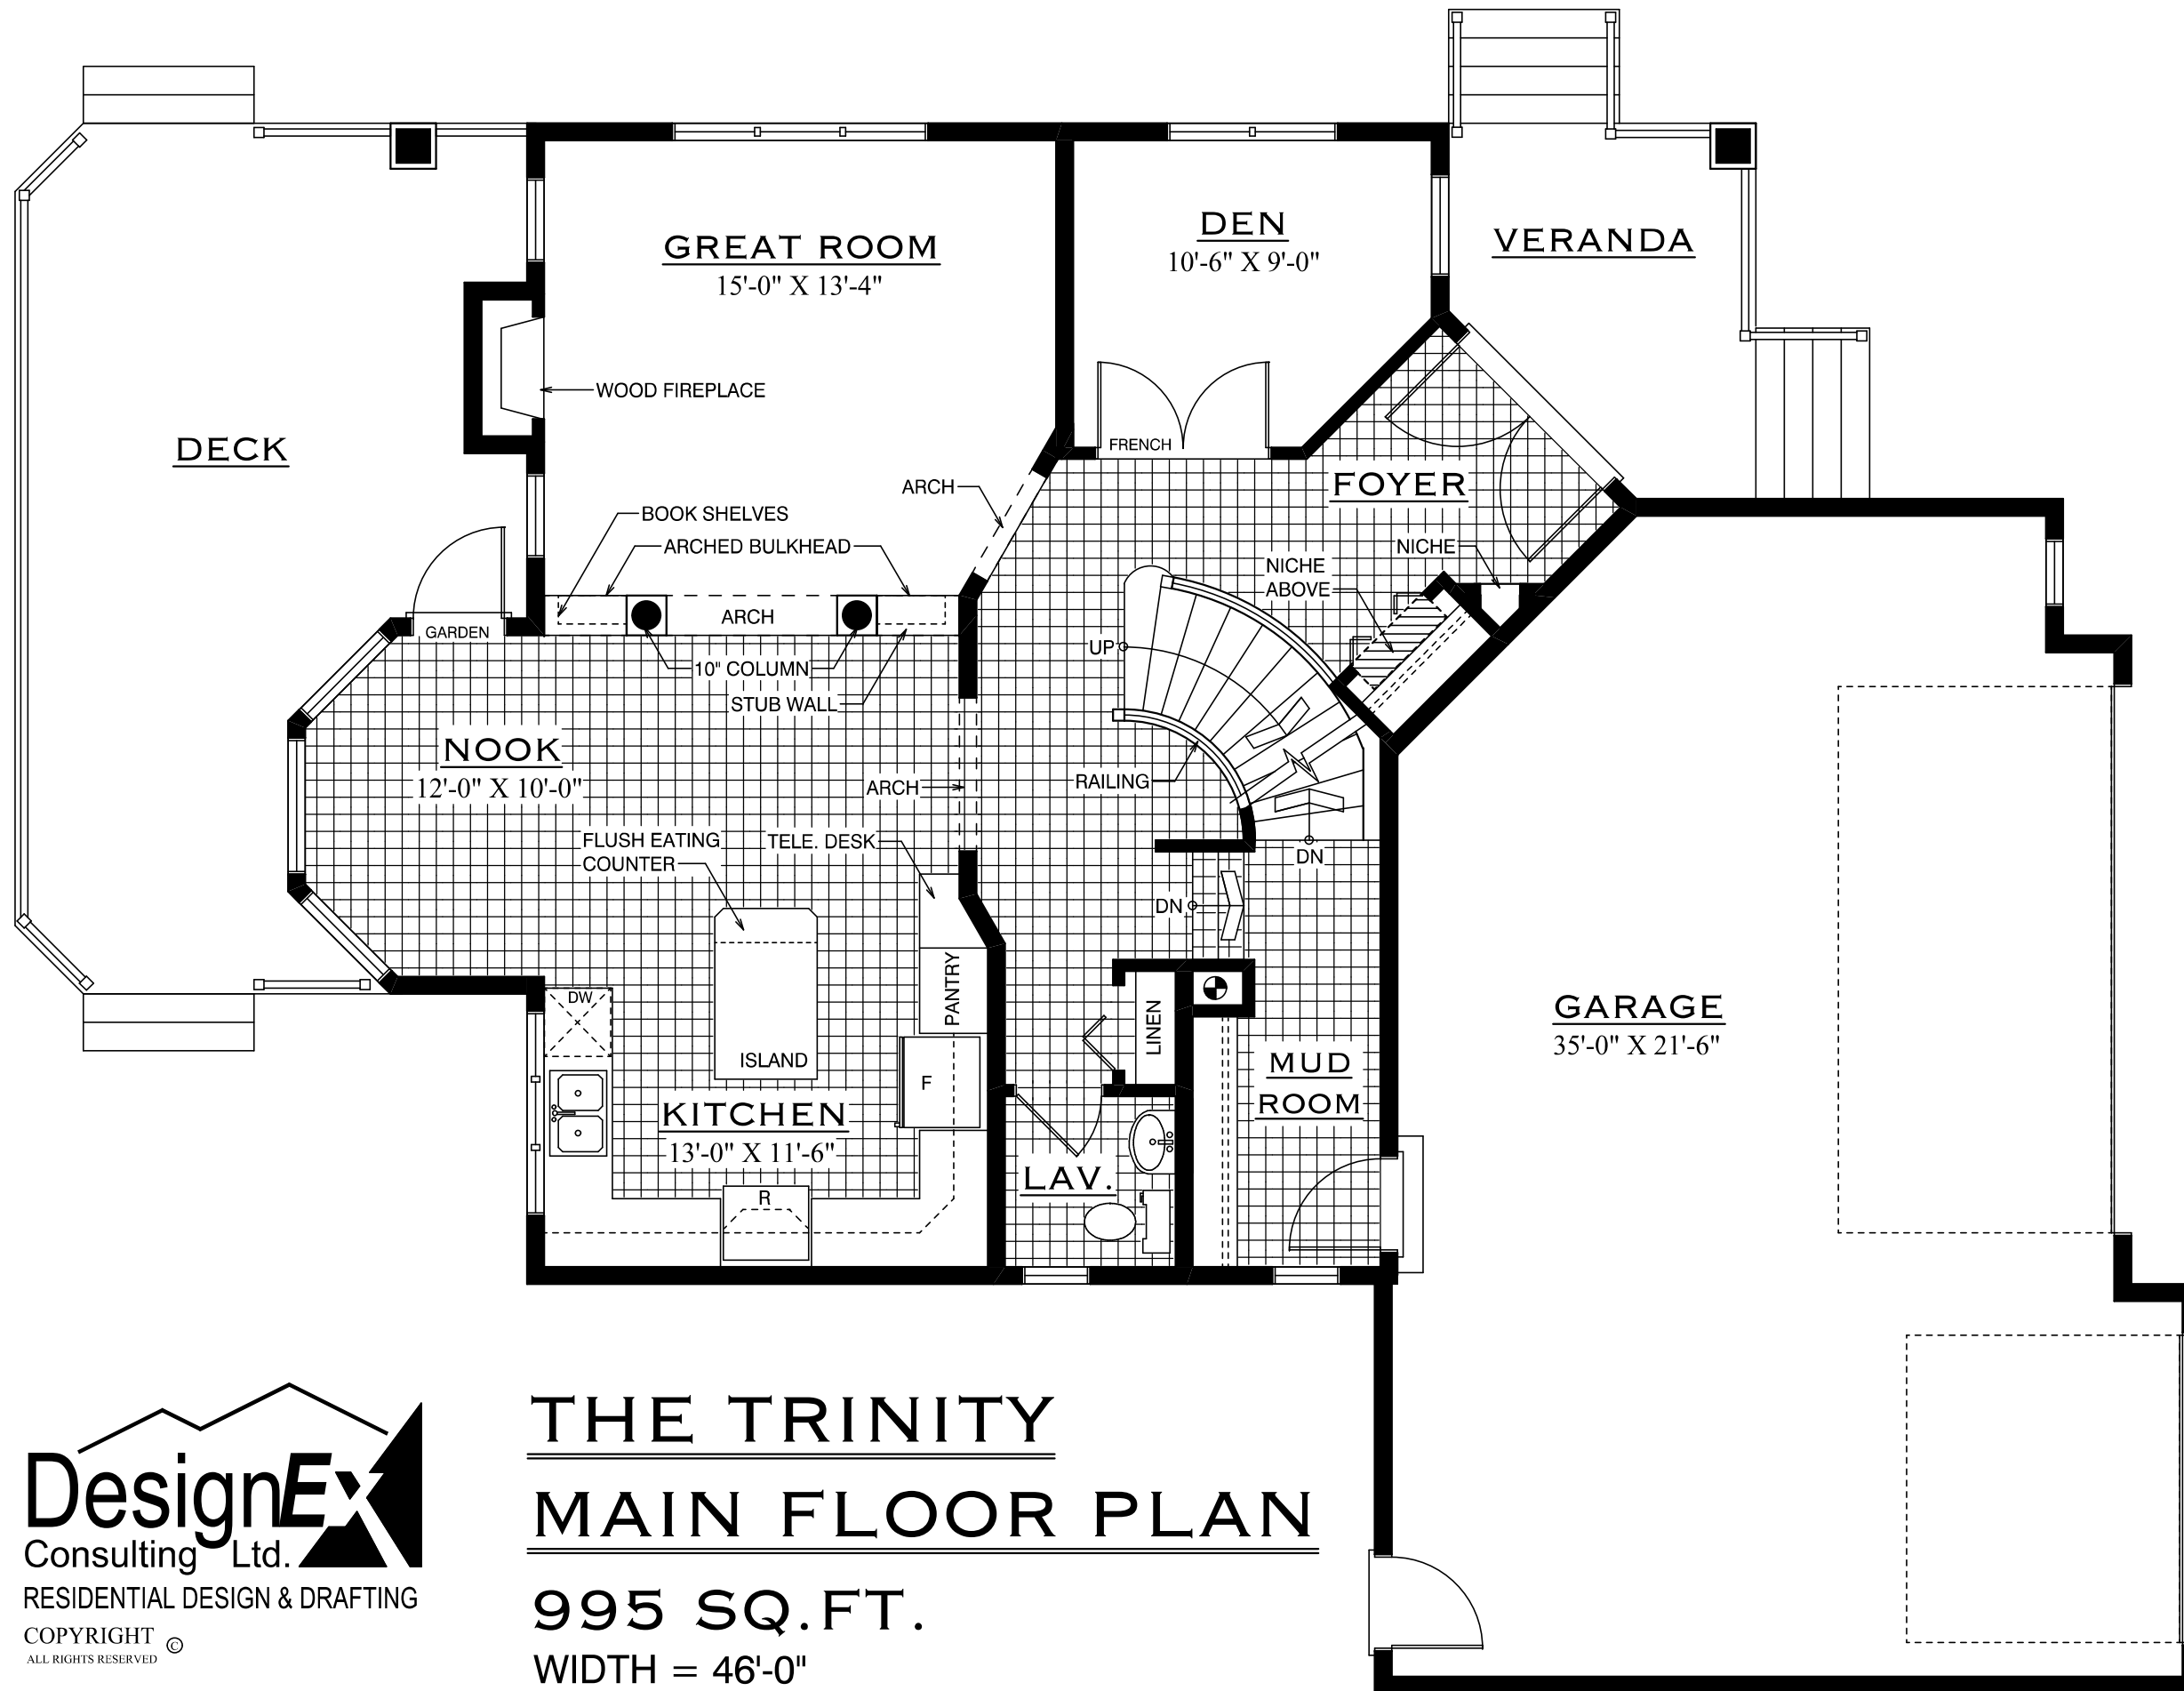 GREAT ROOM
15'-0" X 13'-4"
DEN
10'-6" X 9'-0"
VERANDA
WOOD FIREPLACE
DECK
FRENCH
FOYER
ARCH
BOOK SHELVES
ARCHED BULKHEAD
NICHE
NICHE
ABOVE
ARCH
GARDEN
UP
10" COLUMN
STUB WALL
NOOK
12'-0" X 10'-0"
RAILING
ARCH
FLUSH EATING
COUNTER
TELE. DESK
DN
DN
PANTRY
DW
LINEN
GARAGE
35'-0" X 21'-6"
ISLAND
F
MUD
ROOM
KITCHEN
13'-0" X 11'-6"
LAV.
R
THE TRINITY
MAIN FLOOR PLAN
995 SQ.FT.
WIDTH = 46'-0"
DesignEx
Consulting Ltd.
RESIDENTIAL DESIGN & DRAFTING
COPYRIGHT ©
ALL RIGHTS RESERVED